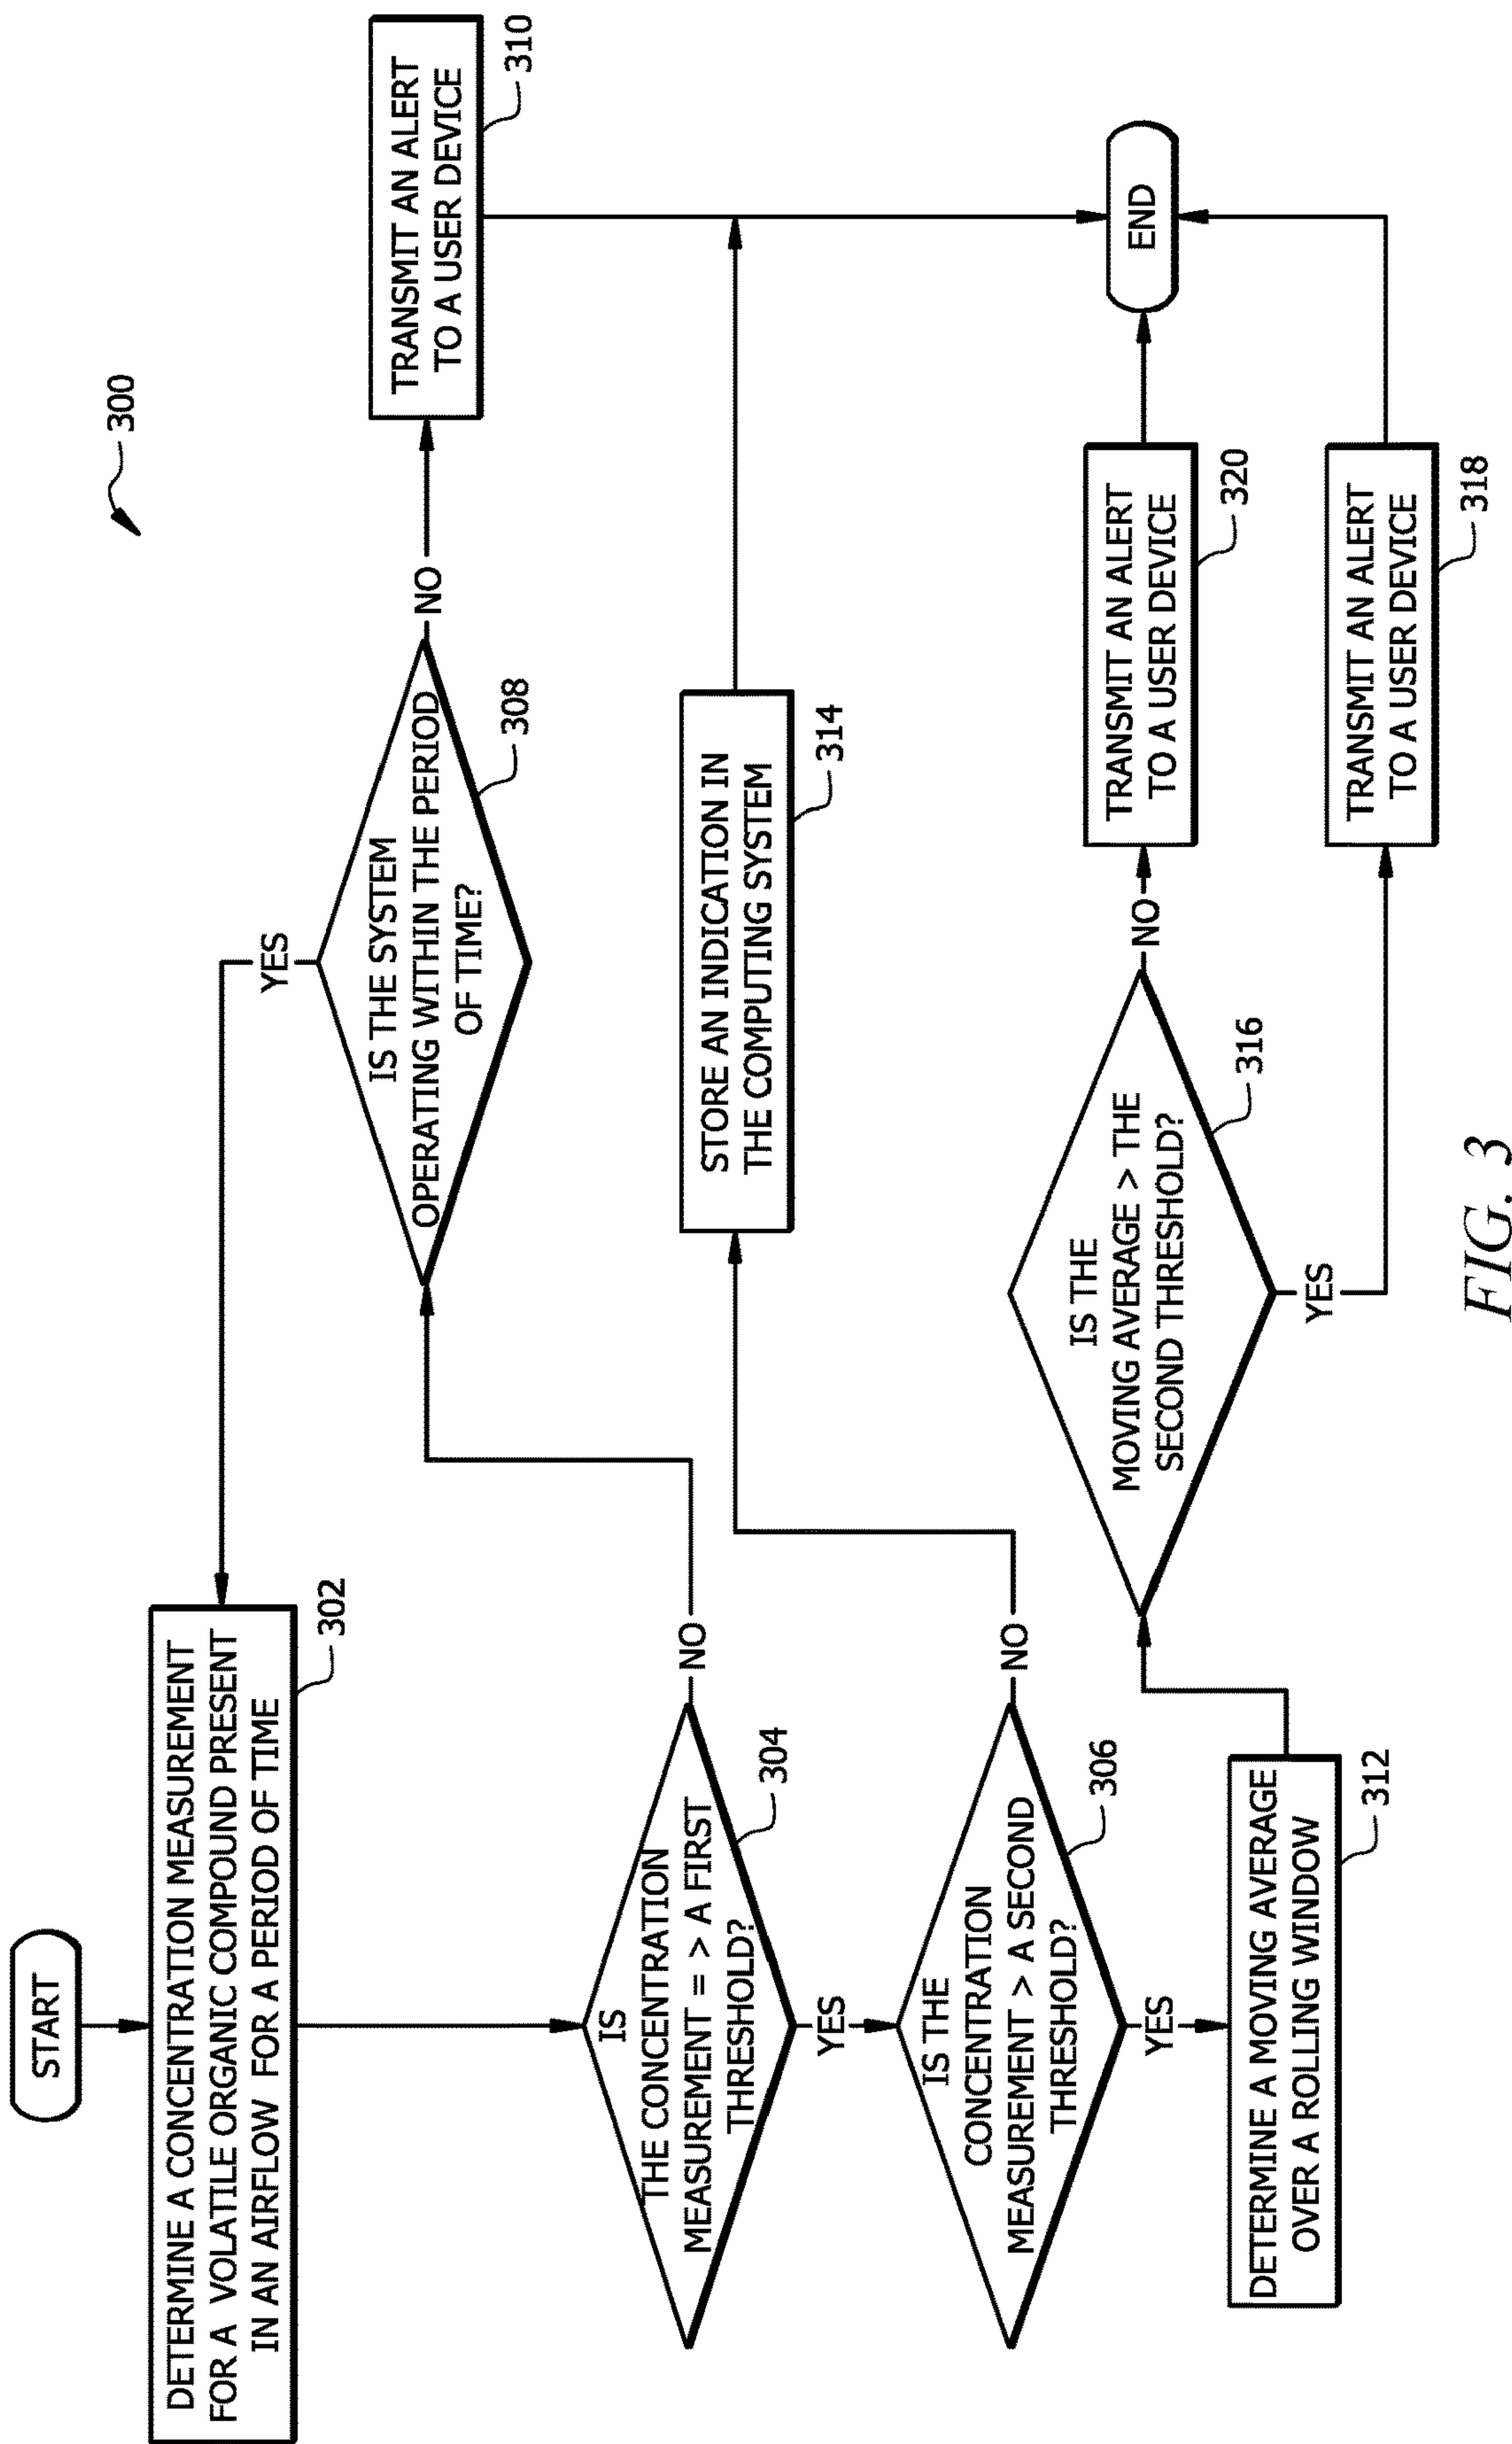 300
START
DETERMINE A CONCENTRATION MEASUREMENT
FOR A VOLATILE ORGANIC COMPOUND PRESENT
IN AN AIRFLOW FOR A PERIOD OF TIME
302
IS
THE CONCENTRATION
MEASUREMENT = > A FIRST
THRESHOLD?
304
NO
YES
IS THE
CONCENTRATION
MEASUREMENT > A SECOND
THRESHOLD?
306
NO
YES
DETERMINE A MOVING AVERAGE
OVER A ROLLING WINDOW
312
YES
IS THE SYSTEM
OPERATING WITHIN THE PERIOD
OF TIME?
308
NO
TRANSMIT AN ALERT
TO A USER DEVICE
310
STORE AN INDICATION IN
THE COMPUTING SYSTEM
314
IS THE
MOVING AVERAGE > THE
SECOND THRESHOLD?
316
NO
YES
TRANSMIT AN ALERT
TO A USER DEVICE
320
TRANSMIT AN ALERT
TO A USER DEVICE
318
END
FIG. 3